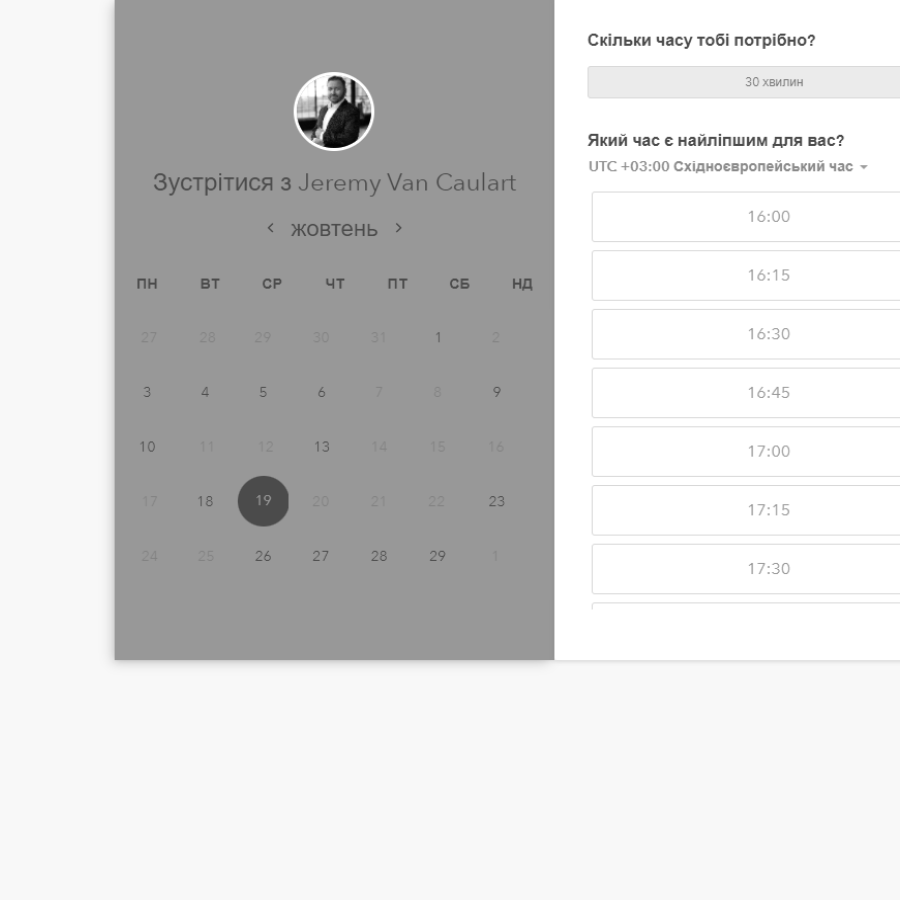 Зустрітися з Jeremy Van Caulart
жовтень
ПН ВТ СР ЧТ ПТ СБ НД
27 28 29 30 31 1 2
3 4 5 6 7 8 9
10 11 12 13 14 15 16
17 18 19 20 21 22 23
24 25 26 27 28 29 1
Скільки часу тобі потрібно?
30 хвилин
Який час є найліпшим для вас?
UTC +03:00 Східноєвропейський час
16:00
16:15
16:30
16:45
17:00
17:15
17:30